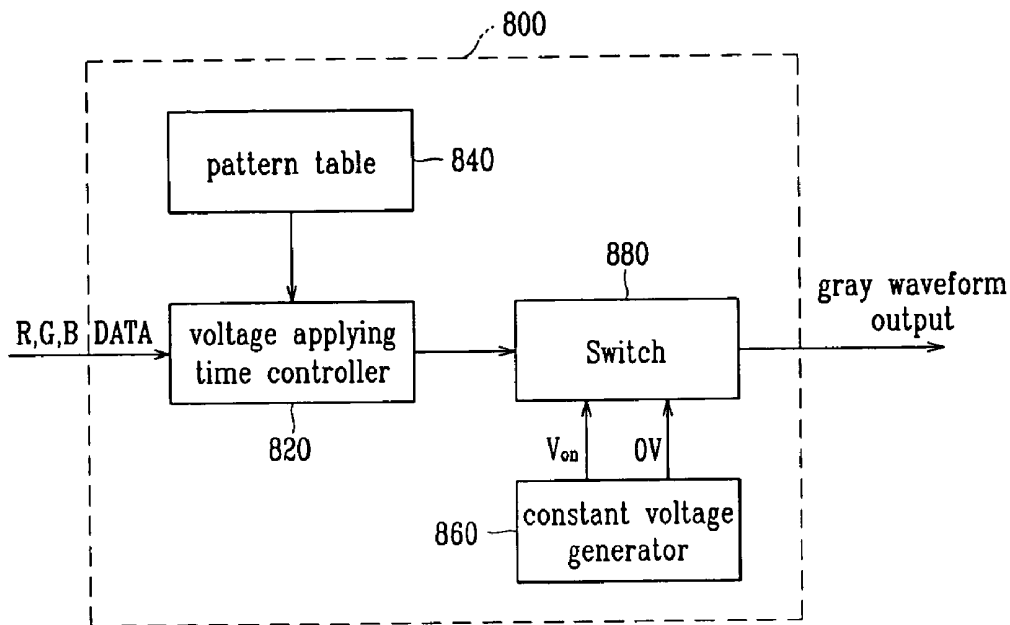 800
pattern table
840
880
gray waveform
output
R,G,B DATA
voltage applying
time controller
Switch
820
Von
0V
860
constant voltage
generator